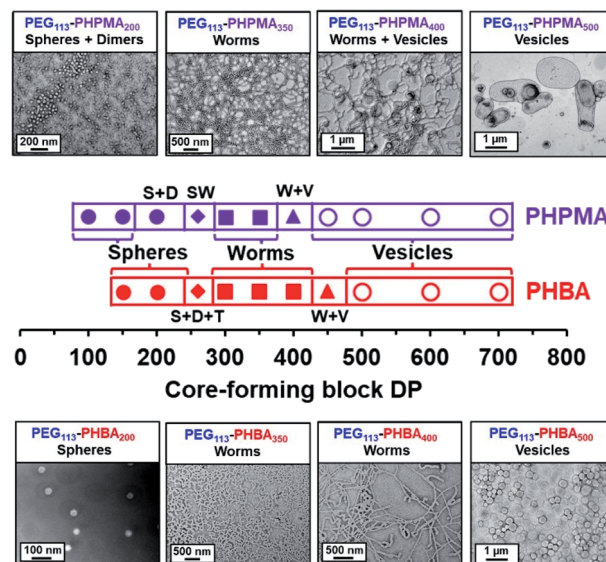 PEG113-PHPMA200
Spheres + Dimers
200 nm
PEG113-PHPMA350
Worms
500 nm
PEG113-PHPMA400
Worms + Vesicles
1 µm
PEG113-PHPMA500
Vesicles
1 µm
S+D SW W+V
PHPMA
Spheres Worms Vesicles
PHBA
S+D+T W+V
0 100 200 300 400 500 600 700 800
Core-forming block DP
PEG113-PHBA200
Spheres
100 nm
PEG113-PHBA350
Worms
500 nm
PEG113-PHBA400
Worms
500 nm
PEG113-PHBA500
Vesicles
1 µm